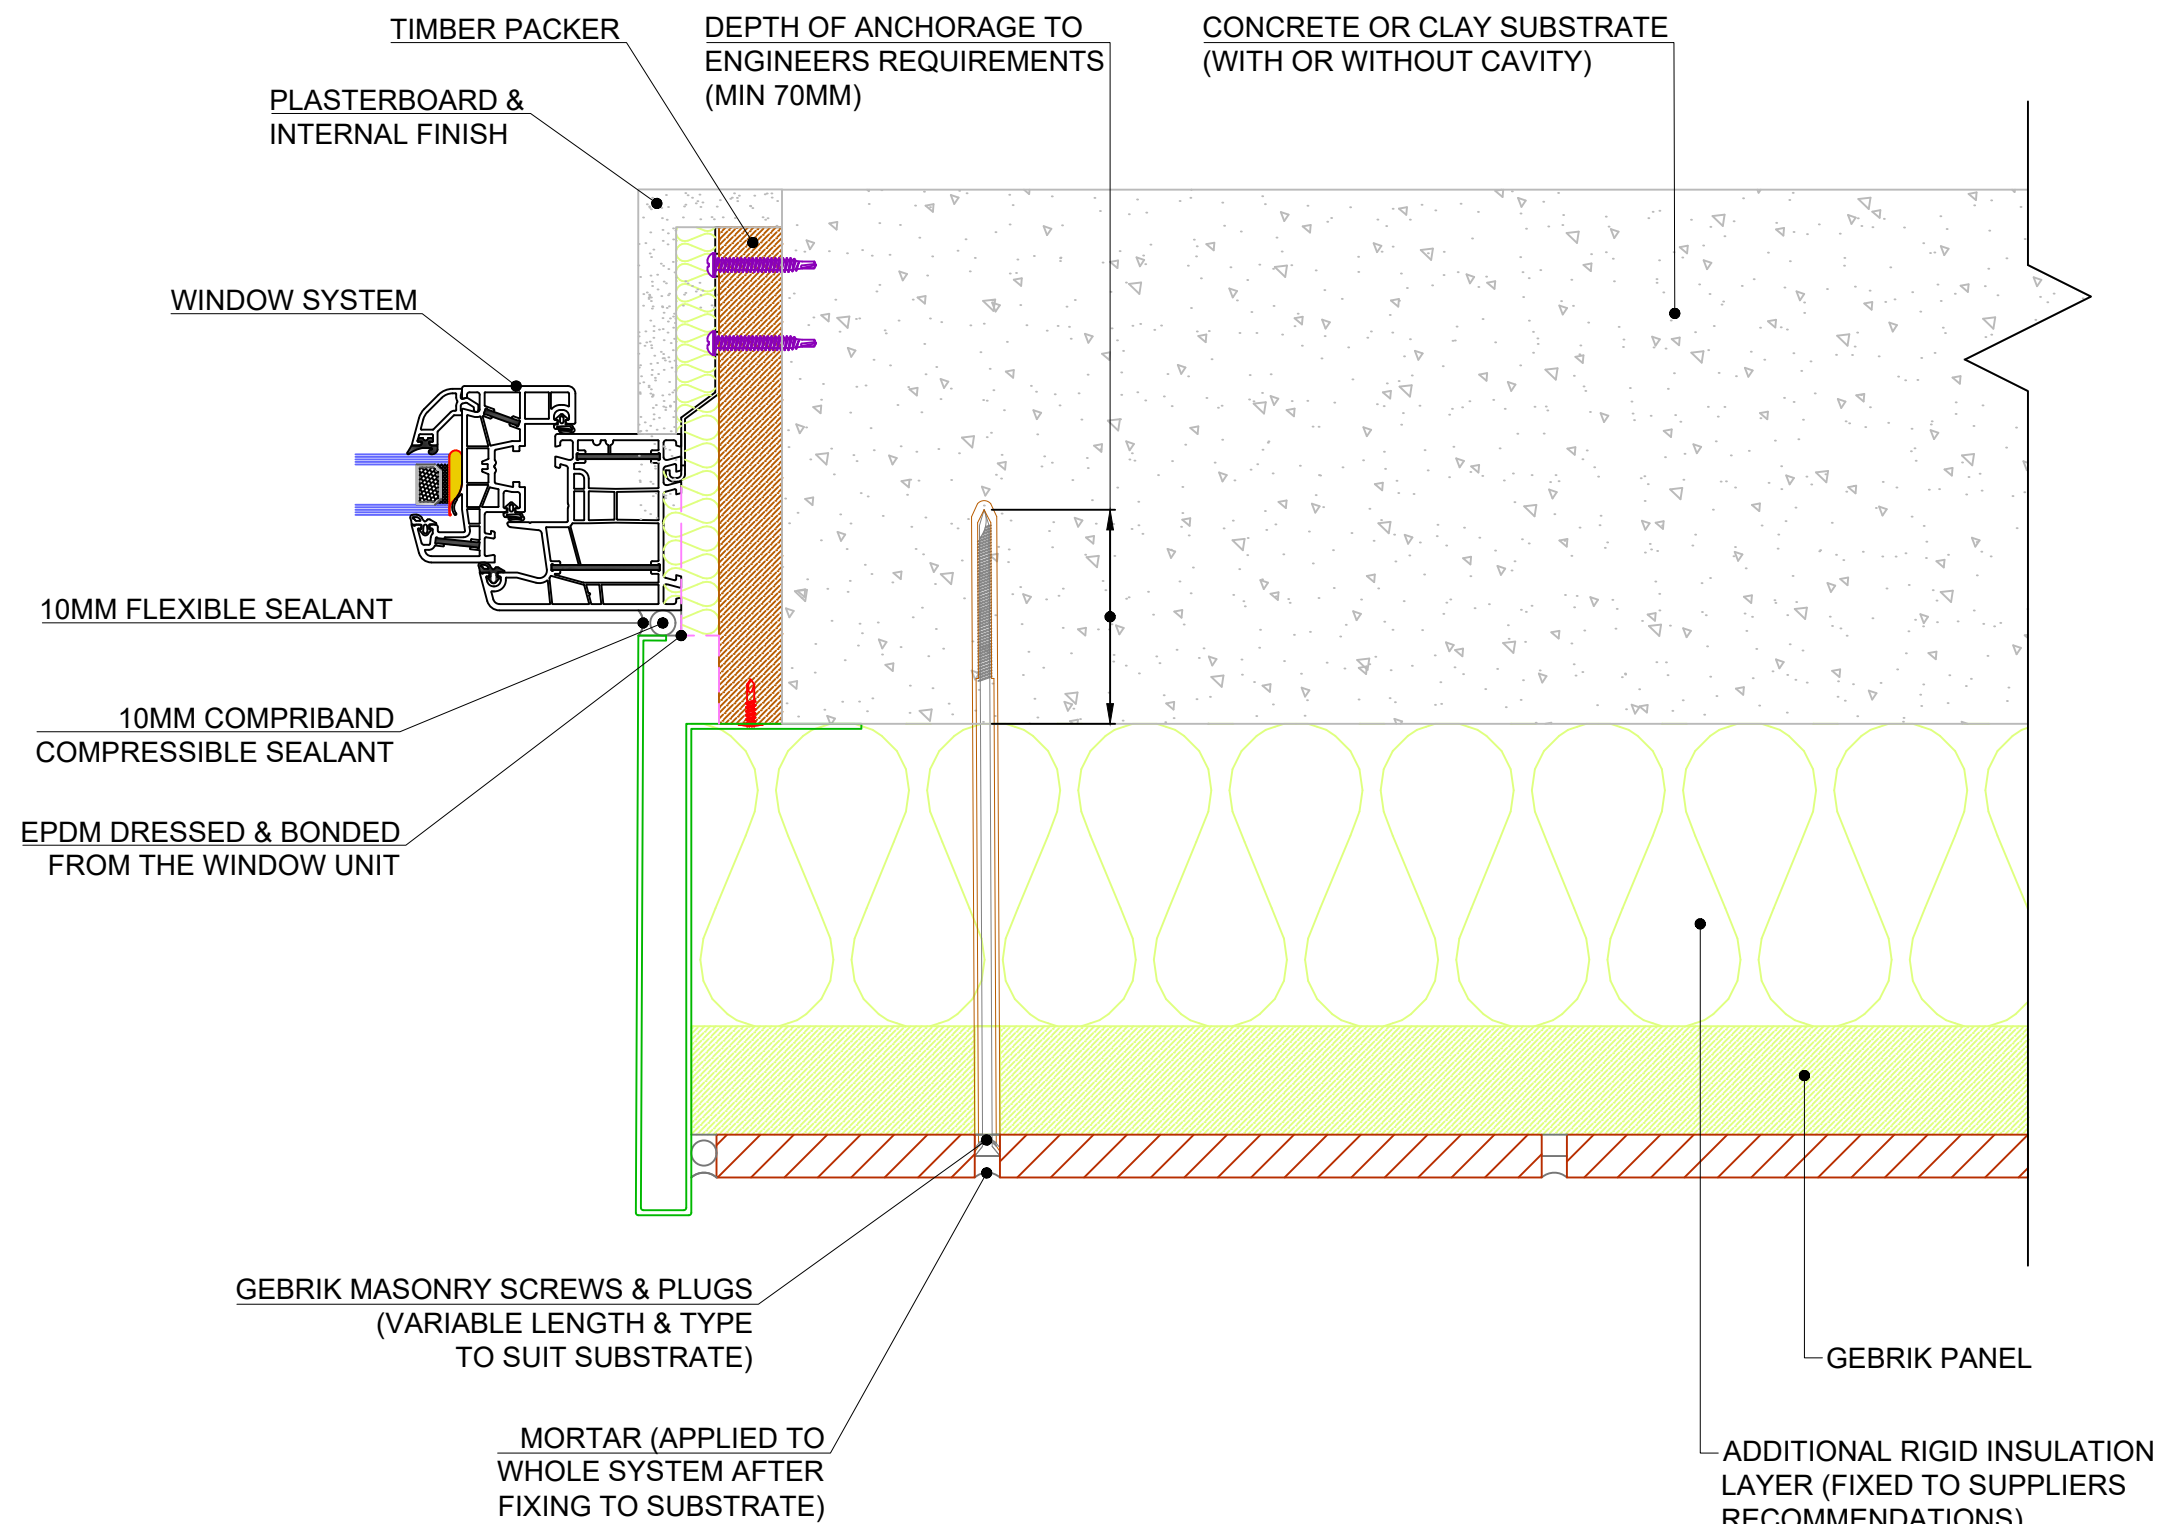 TIMBER PACKER
DEPTH OF ANCHORAGE TO
ENGINEERS REQUIREMENTS
(MIN 70MM)
CONCRETE OR CLAY SUBSTRATE
(WITH OR WITHOUT CAVITY)
PLASTERBOARD &
INTERNAL FINISH
WINDOW SYSTEM
10MM FLEXIBLE SEALANT
10MM COMPRIBAND
COMPRESSIBLE SEALANT
EPDM DRESSED & BONDED
FROM THE WINDOW UNIT
GEBRIK MASONRY SCREWS & PLUGS
(VARIABLE LENGTH & TYPE
TO SUIT SUBSTRATE)
GEBRIK PANEL
MORTAR (APPLIED TO
WHOLE SYSTEM AFTER
FIXING TO SUBSTRATE)
ADDITIONAL RIGID INSULATION
LAYER (FIXED TO SUPPLIERS
RECOMMENDATIONS)